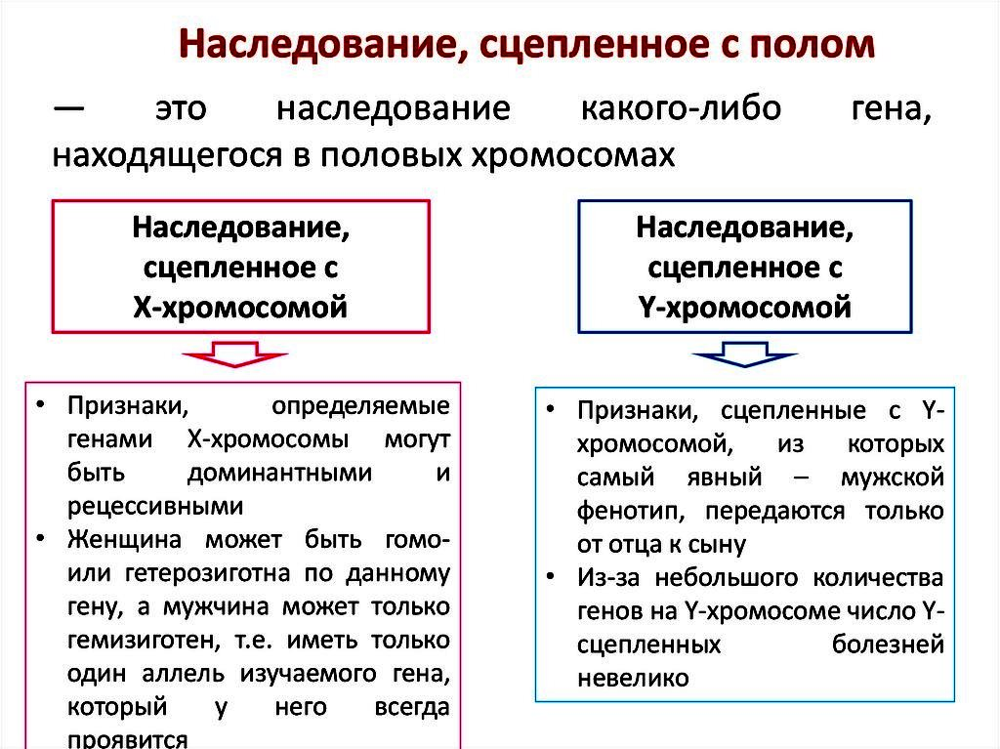 Наследование, сцепленное с полом
— это наследование какого-либо гена,
находящегося в половых хромосомах
Наследование,
сцепленное с
X-хромосомой
• Признаки, определяемые
генами X-хромосомы могут
быть доминантными и
рецессивными
• Женщина может быть гомо-
или гетерозиготна по данному
гену, а мужчина может только
гемизиготен, т.е. иметь только
один аллель изучаемого гена,
который у него всегда
проявится
Наследование,
сцепленное с
Y-хромосомой
• Признаки, сцепленные с Y-
хромосомой, из которых
самый явный – мужской
фенотип, передаются только
от отца к сыну
• Из-за небольшого количества
генов на Y-хромосоме число Y-
сцепленных болезней
невелико